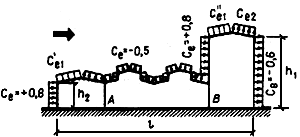 C"e1
Ce2
Ce=+0,8
C'e1
Ce=-0,5
Ce=-0,6
Ce=+0,8
h2
h1
A
B
l